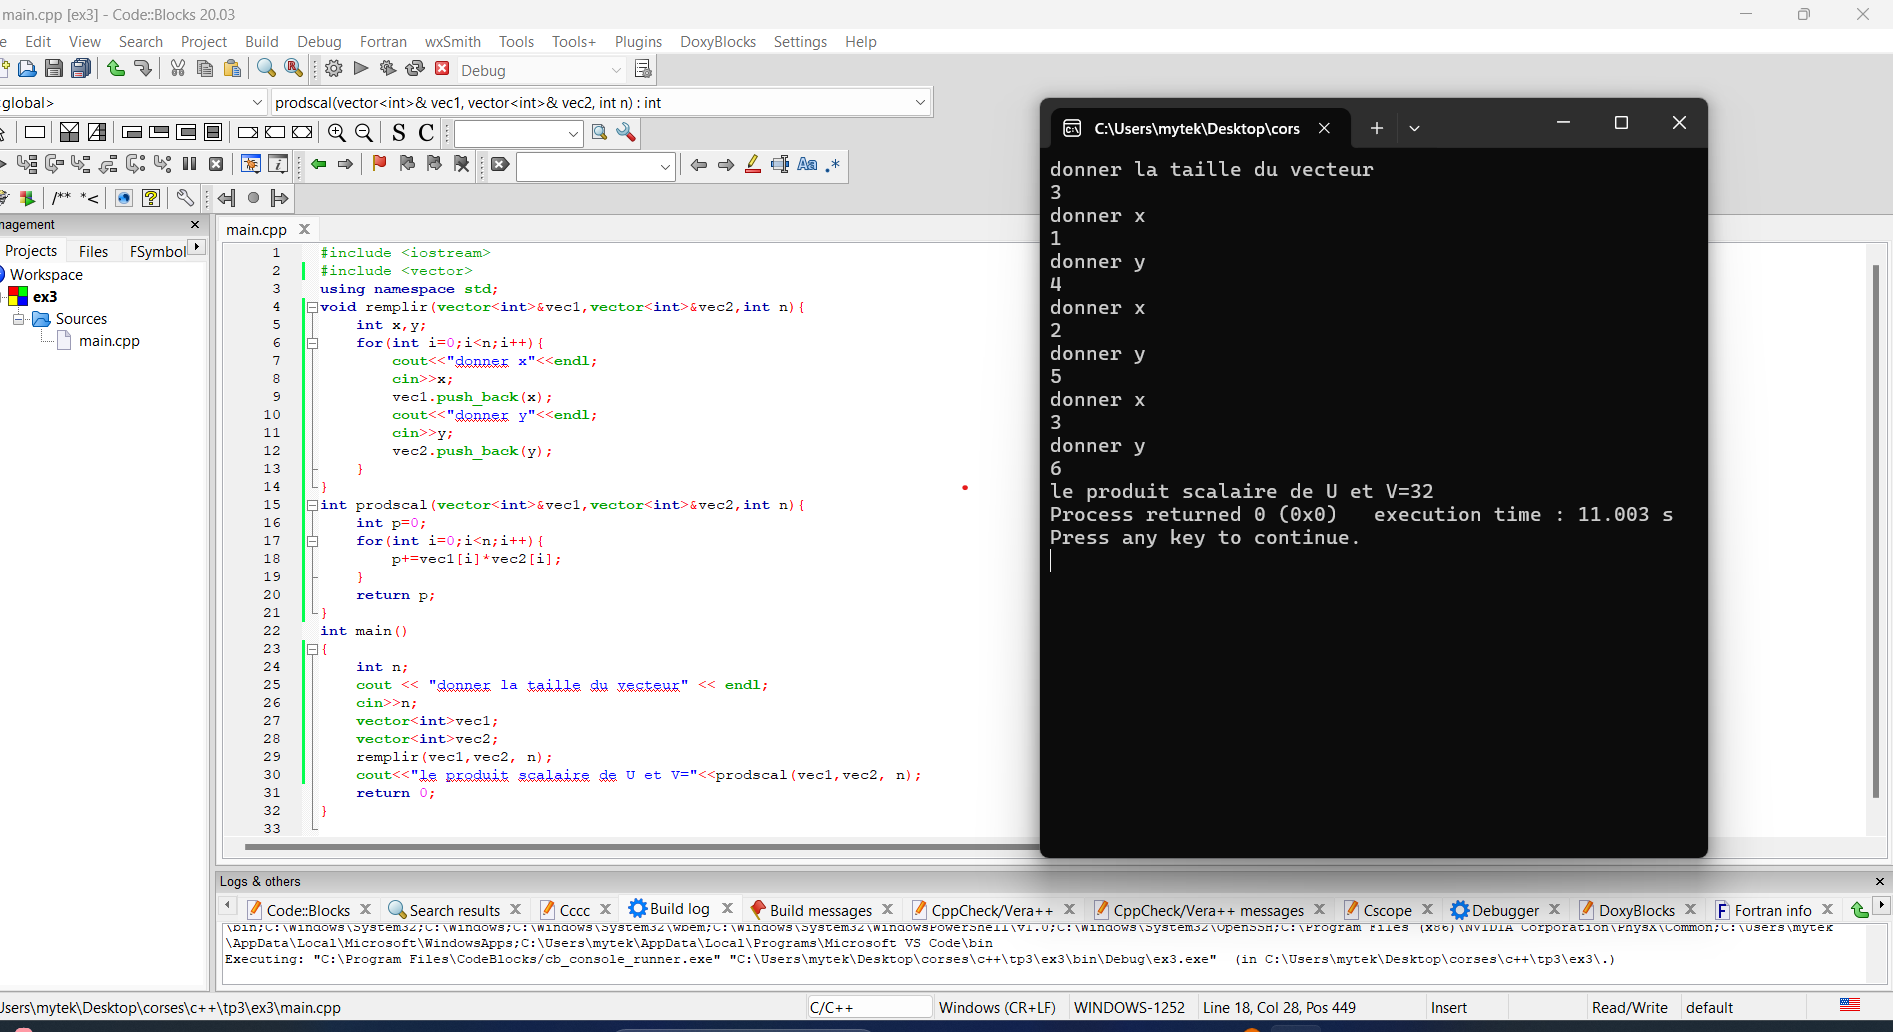 main.cpp [ex3] - Code::Blocks 20.03
Edit View Search Project Build Debug Fortran wxSmith Tools Tools+ Plugins DoxyBlocks Settings Help
Debug
global>
prodscal(vector<int>& vec1, vector<int>& vec2, int n) : int
S C
Aa .*
/** *<
nagement
Projects Files FSymbol
Workspace
ex3
Sources
main.cpp
main.cpp
1 #include <iostream>
2 #include <vector>
3 using namespace std;
4 void remplir(vector<int>&vec1,vector<int>&vec2,int n){
5 int x,y;
6 for(int i=0;i<n;i++){
7 cout<<"donner x"<<endl;
8 cin>>x;
9 vec1.push_back(x);
10 cout<<"donner y"<<endl;
11 cin>>y;
12 vec2.push_back(y);
13 }
14 }
15 int prodscal(vector<int>&vec1,vector<int>&vec2,int n){
16 int p=0;
17 for(int i=0;i<n;i++){
18 p+=vec1[i]*vec2[i];
19 }
20 return p;
21 }
22 int main()
23 {
24 int n;
25 cout << "donner la taille du vecteur" << endl;
26 cin>>n;
27 vector<int>vec1;
28 vector<int>vec2;
29 remplir(vec1,vec2, n);
30 cout<<"le produit scalaire de U et V="<<prodscal(vec1,vec2, n);
31 return 0;
32 }
33
C:\Users\mytek\Desktop\cors
donner la taille du vecteur
3
donner x
1
donner y
4
donner x
2
donner y
5
donner x
3
donner y
6
le produit scalaire de U et V=32
Process returned 0 (0x0) execution time : 11.003 s
Press any key to continue.
Logs & others
Code::Blocks Search results Cccc Build log Build messages CppCheck/Vera++ CppCheck/Vera++ messages Cscope Debugger DoxyBlocks Fortran info
\bin;C:\Windows\System32;C:\Windows;C:\Windows\System32\wbem;C:\Windows\System32\WindowsPowerShell\v1.0;C:\Windows\System32\OpenSSH;C:\Program Files (x86)\NVIDIA Corporation\PhysX\Common;C:\Users\mytek
\AppData\Local\Microsoft\WindowsApps;C:\Users\mytek\AppData\Local\Programs\Microsoft VS Code\bin
Executing: "C:\Program Files\CodeBlocks/cb_console_runner.exe" "C:\Users\mytek\Desktop\corses\c++\tp3\ex3\bin\Debug\ex3.exe" (in C:\Users\mytek\Desktop\corses\c++\tp3\ex3\.)
Jsers\mytek\Desktop\corses\c++\tp3\ex3\main.cpp C/C++ Windows (CR+LF) WINDOWS-1252 Line 18, Col 28, Pos 449 Insert Read/Write default